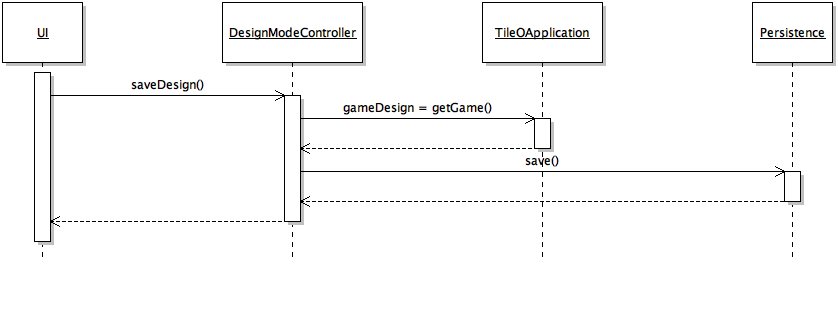 UI
DesignModeController
TileOApplication
Persistence
saveDesign()
gameDesign = getGame()
save()